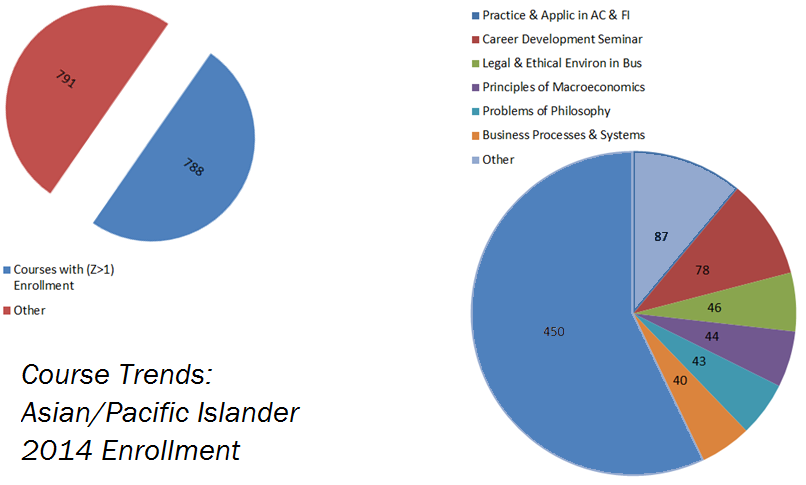 791
788
Courses with (Z>1)
Enrollment
Other
Course Trends:
Asian/Pacific Islander
2014 Enrollment
Practice & Applic in AC & FI
Career Development Seminar
Legal & Ethical Environ in Bus
Principles of Macroeconomics
Problems of Philosophy
Business Processes & Systems
Other
87
78
46
44
43
40
450